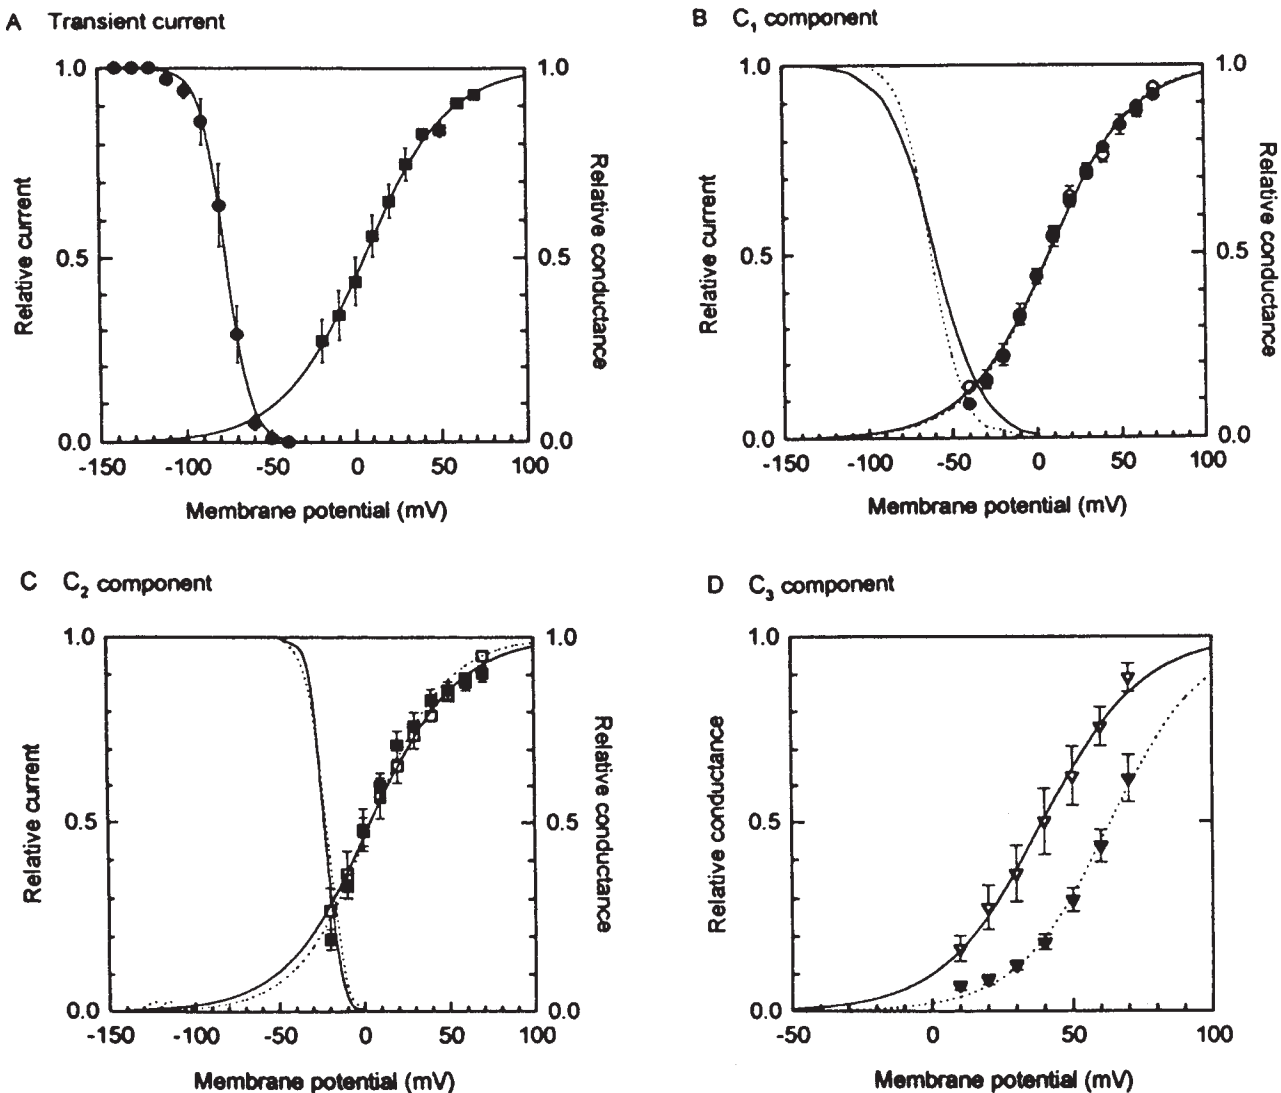 A Transient current
1.0
0.5
0.0
Relative current
1.0
0.5
0.0
Relative conductance
-150 -100 -50 0 50 100
Membrane potential (mV)
B C₁ component
1.0
0.5
0.0
Relative current
1.0
0.5
0.0
Relative conductance
-150 -100 -50 0 50 100
Membrane potential (mV)
C C₂ component
1.0
0.5
0.0
Relative current
1.0
0.5
0.0
Relative conductance
-150 -100 -50 0 50 100
Membrane potential (mV)
D C₃ component
1.0
0.5
0.0
Relative conductance
-50 0 50 100
Membrane potential (mV)